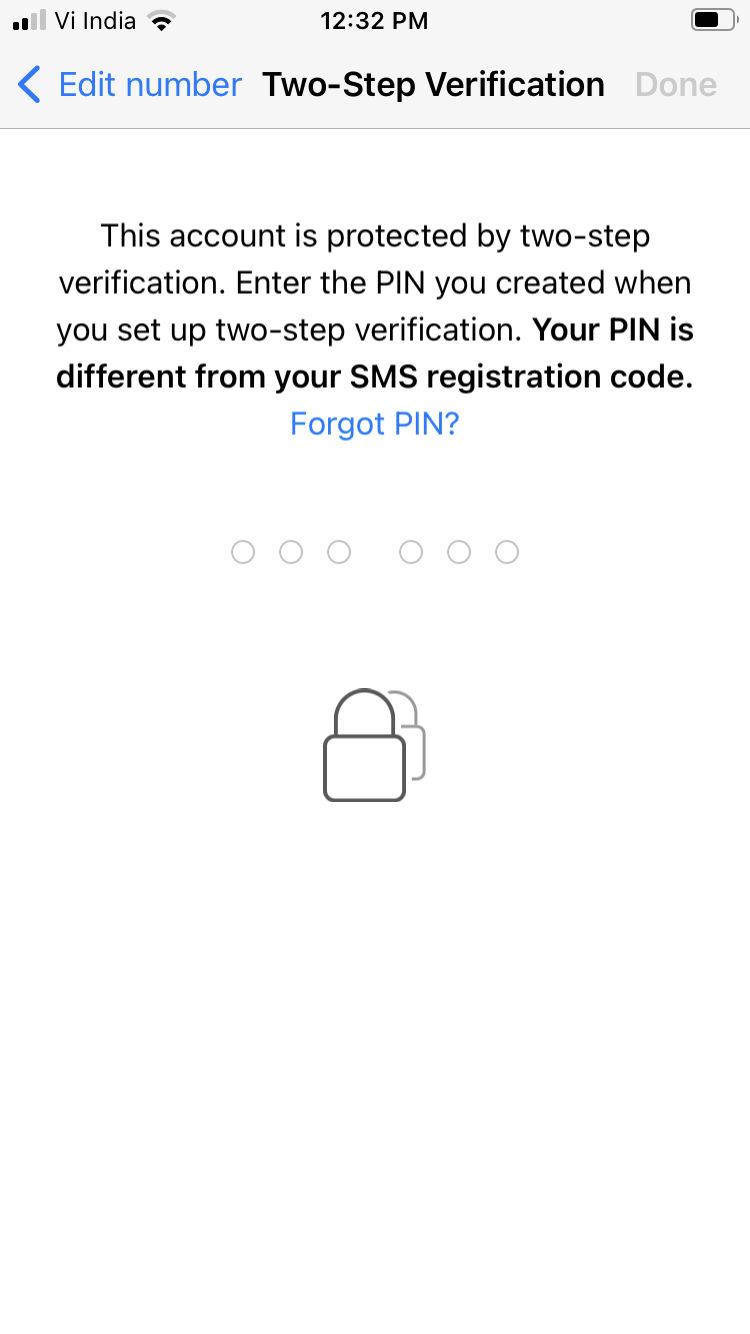 Vi India 12:32 PM
Edit number Two-Step Verification Done
This account is protected by two-step
verification. Enter the PIN you created when
you set up two-step verification. Your PIN is
different from your SMS registration code.
Forgot PIN?